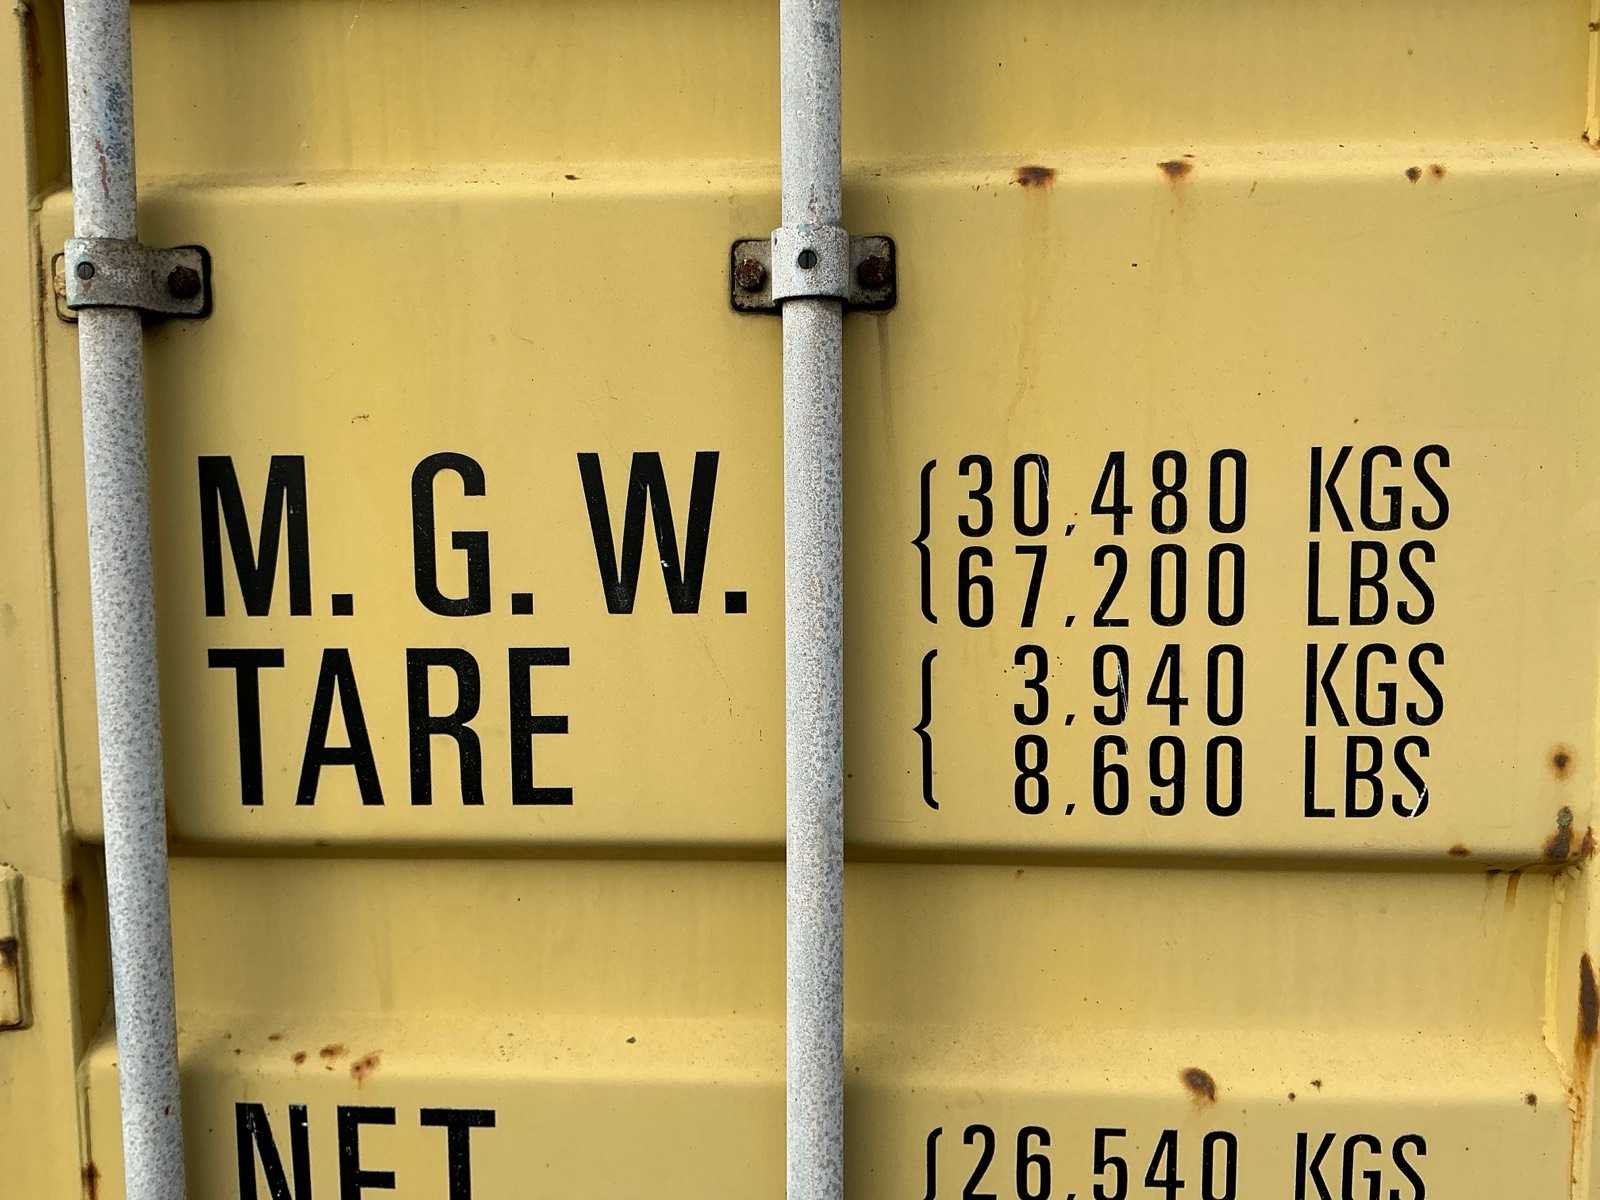 M. G. W. 30,480 KGS
67,200 LBS
TARE 3,940 KGS
8,690 LBS
NET 26,540 KGS